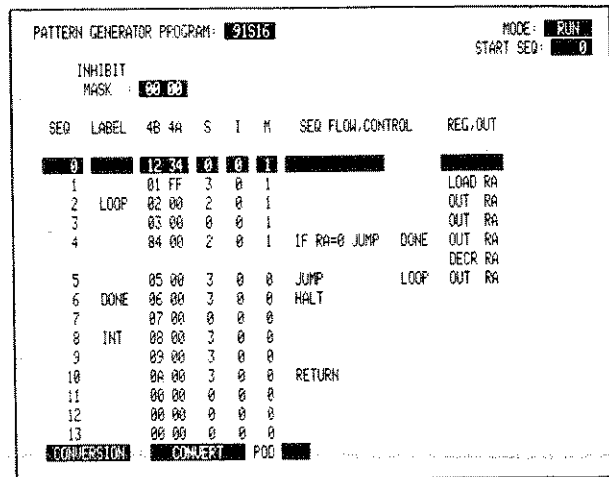 PATTERN GENERATOR PROGRAM: 91S16 MODE: RUN
START SEQ: 0
INHIBIT
MASK : 00 00
SEQ LABEL 4B 4A S I M SEQ FLOW,CONTROL REG,OUT
0 12 34 0 0 1
1 01 FF 3 0 1 LOAD RA
2 LOOP 02 00 2 0 1 OUT RA
3 03 00 0 0 1 OUT RA
4 04 00 2 0 1 IF RA=0 JUMP DONE OUT RA
DECR RA
5 05 00 3 0 0 JUMP LOOP OUT RA
6 DONE 06 00 3 0 0 HALT
7 07 00 0 0 0
8 INT 08 00 3 0 0
9 09 00 3 0 0
10 0A 00 3 0 0 RETURN
11 00 00 0 0 0
12 00 00 0 0 0
13 00 00 0 0 0
CONVERSION : CONVERT POD